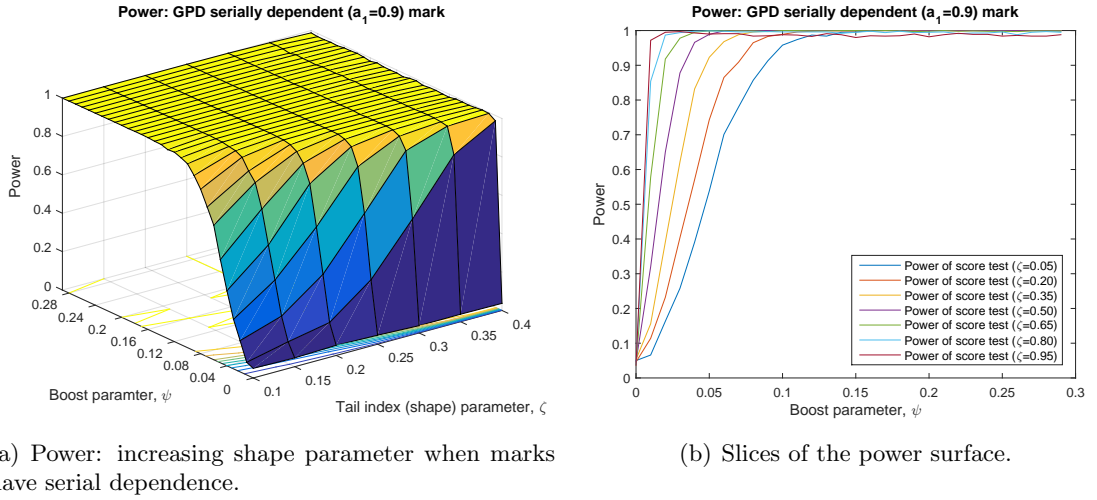 Power: GPD serially dependent (a1=0.9) mark
1
0.8
0.6
0.4
0.2
0
Power
0.28
0.24
0.2
0.16
0.12
0.08
0.04
0
Boost paramter, ψ
0.1
0.15
0.2
0.25
0.3
0.35
0.4
Tail index (shape) parameter, ζ
a) Power: increasing shape parameter when marks
ave serial dependence.
Power: GPD serially dependent (a1=0.9) mark
1
0.9
0.8
0.7
0.6
0.5
0.4
0.3
0.2
0.1
0
Power
Power of score test (ζ=0.05)
Power of score test (ζ=0.20)
Power of score test (ζ=0.35)
Power of score test (ζ=0.50)
Power of score test (ζ=0.65)
Power of score test (ζ=0.80)
Power of score test (ζ=0.95)
0 0.05 0.1 0.15 0.2 0.25 0.3
Boost parameter, ψ
(b) Slices of the power surface.